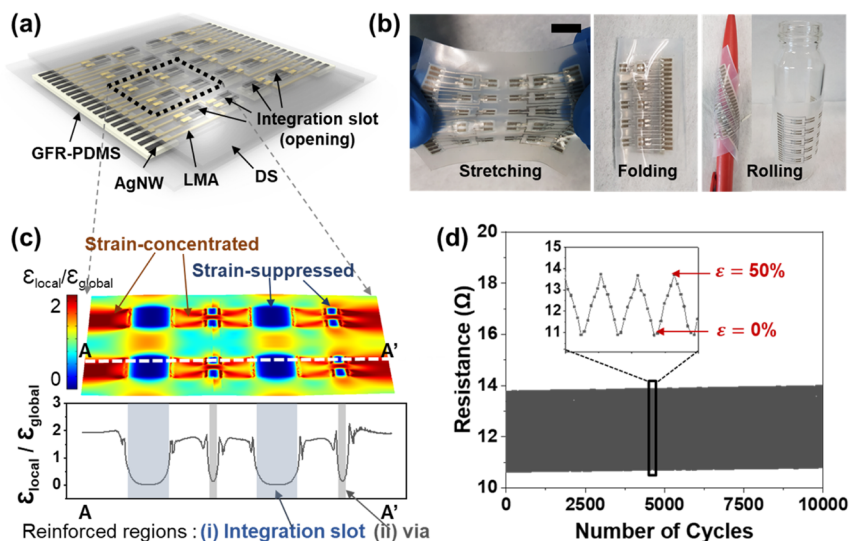 (a)
Integration slot
(opening)
GFR-PDMS
AgNW
LMA
DS
(b)
Stretching
Folding
Rolling
(c)
Strain-concentrated
Strain-suppressed
εlocal/εglobal
2
0
A
A'
εlocal / εglobal
2
1
0
A
A'
Reinforced regions : (i) Integration slot (ii) via
(d)
Resistance (Ω)
20
18
16
14
12
10
15
14
13
12
11
ε = 50%
ε = 0%
0
2500
5000
7500
10000
Number of Cycles